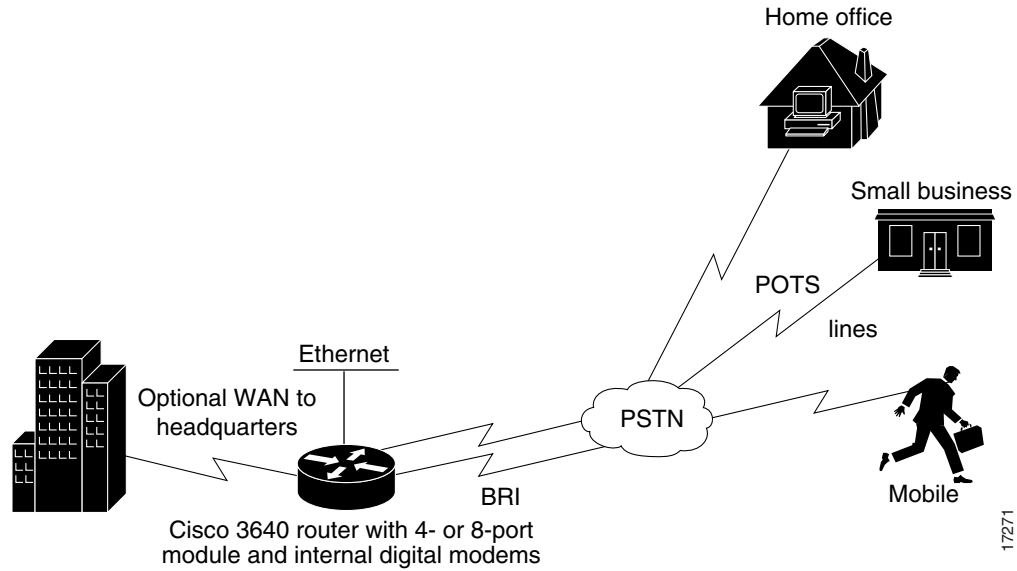 Home office
Small business
POTS
lines
Ethernet
Optional WAN to
headquarters
PSTN
BRI
Mobile
Cisco 3640 router with 4- or 8-port
module and internal digital modems
17271